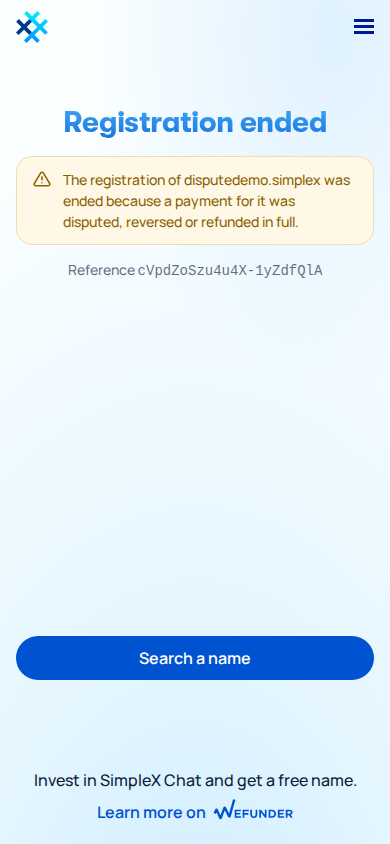 Registration ended
The registration of disputedemo.simplex was
ended because a payment for it was
disputed, reversed or refunded in full.
Reference cVpdZoSzu4u4X-1yZdfQlA
Search a name
Invest in SimpleX Chat and get a free name.
Learn more on WEFUNDER